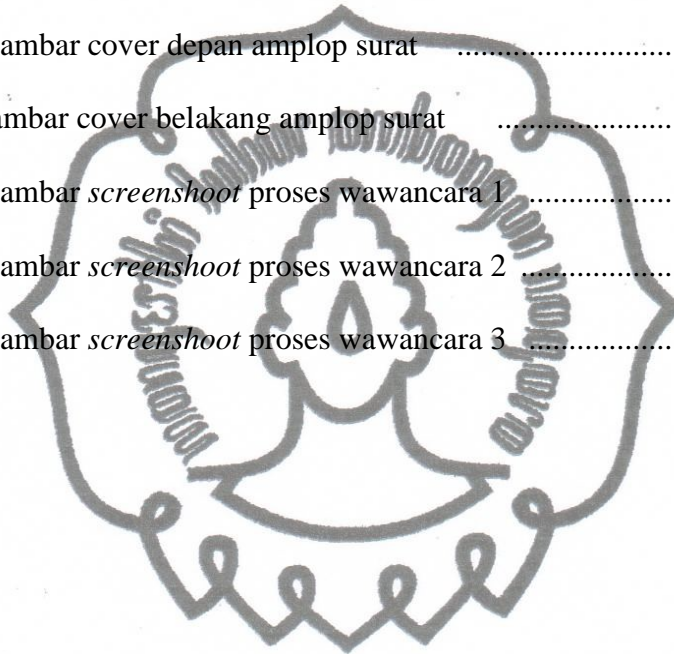 ambar cover depan amplop surat ............................
ambar cover belakang amplop surat ......................
ambar screenshoot proses wawancara 1 ..................
ambar screenshoot proses wawancara 2 ...................
ambar screenshoot proses wawancara 3 ..................